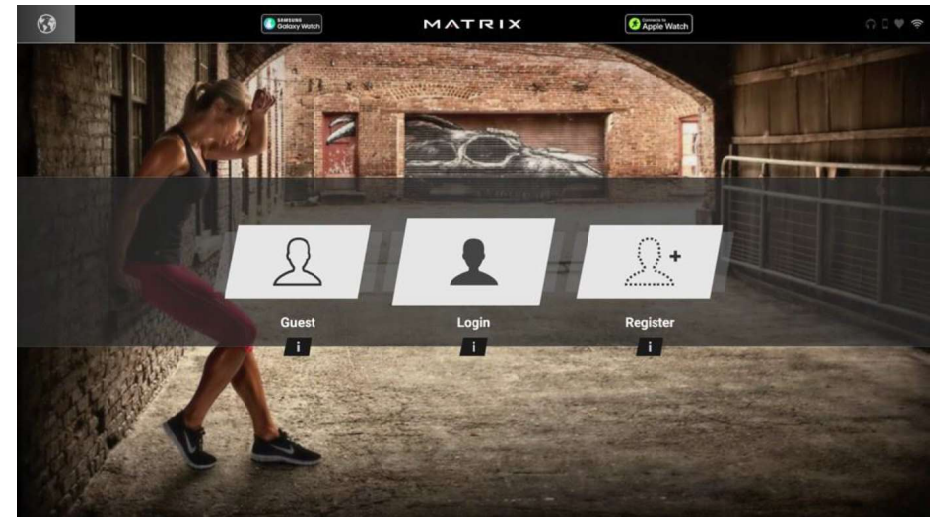 SAMSUNG
Galaxy Watch
MATRIX
Connects to
Apple Watch
Guest
Login
Register
i
i
i